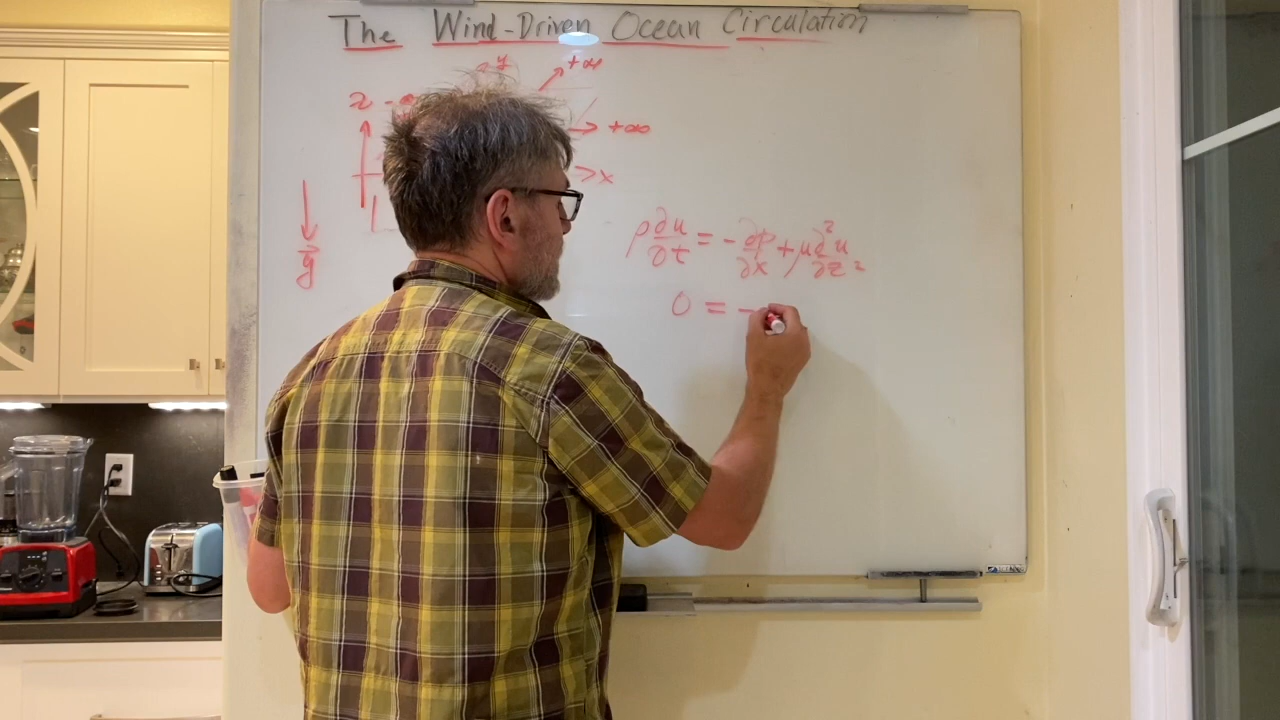 The Wind-Driven Ocean Circulation
y +∞
z -∞
→ +∞
> x
g⃗
ρ ∂u/∂t = - ∂p/∂x + μ ∂²u/∂z²
0 = -